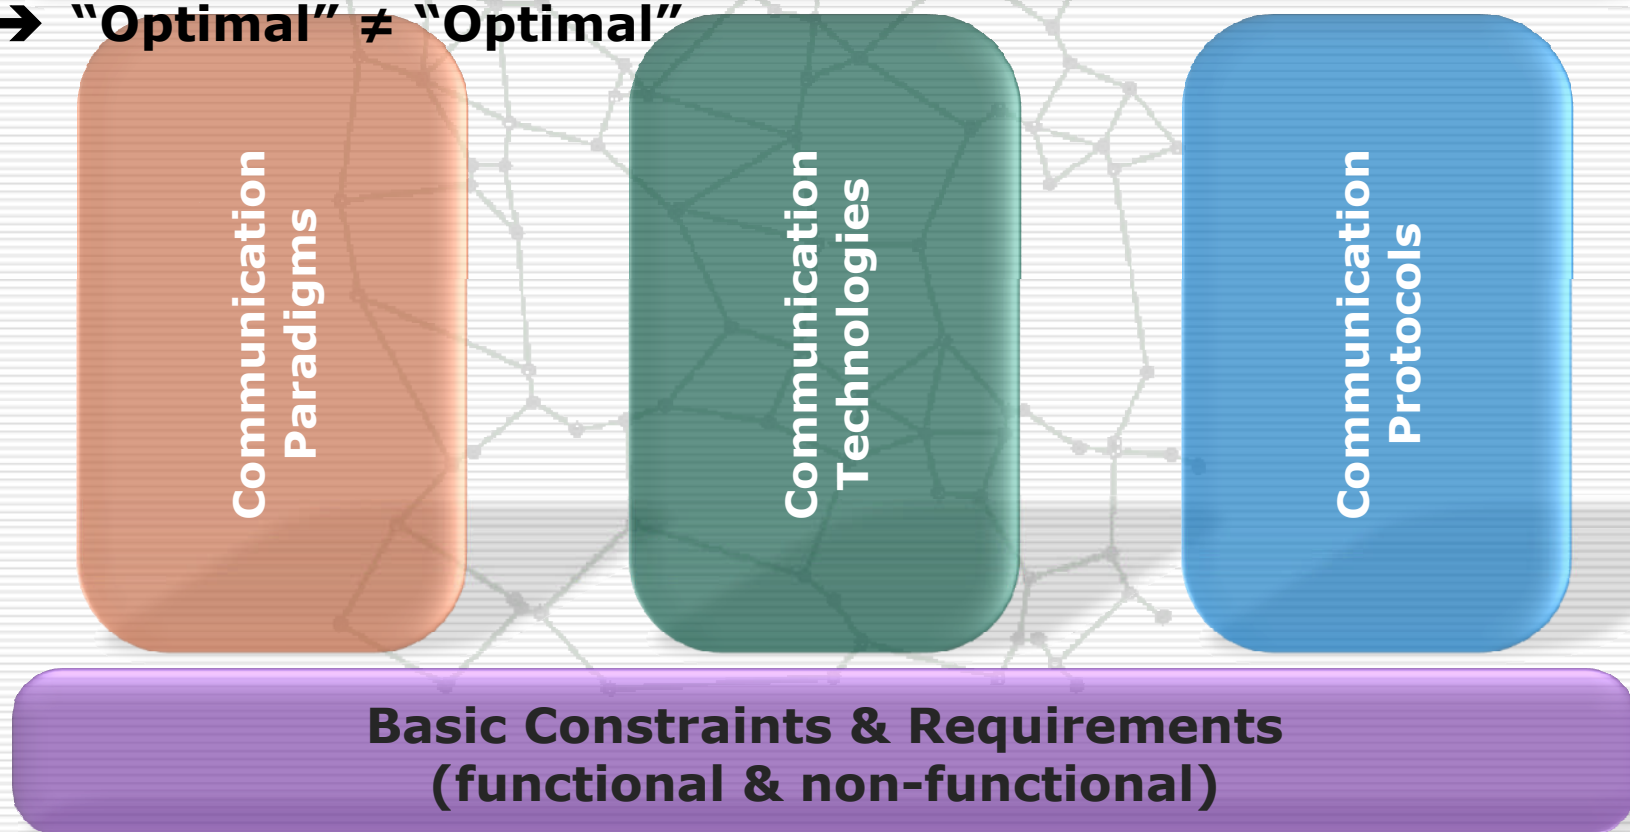 ➔ “Optimal” ≠ “Optimal”
Communication
Paradigms
Communication
Technologies
Communication
Protocols
Basic Constraints & Requirements
(functional & non-functional)